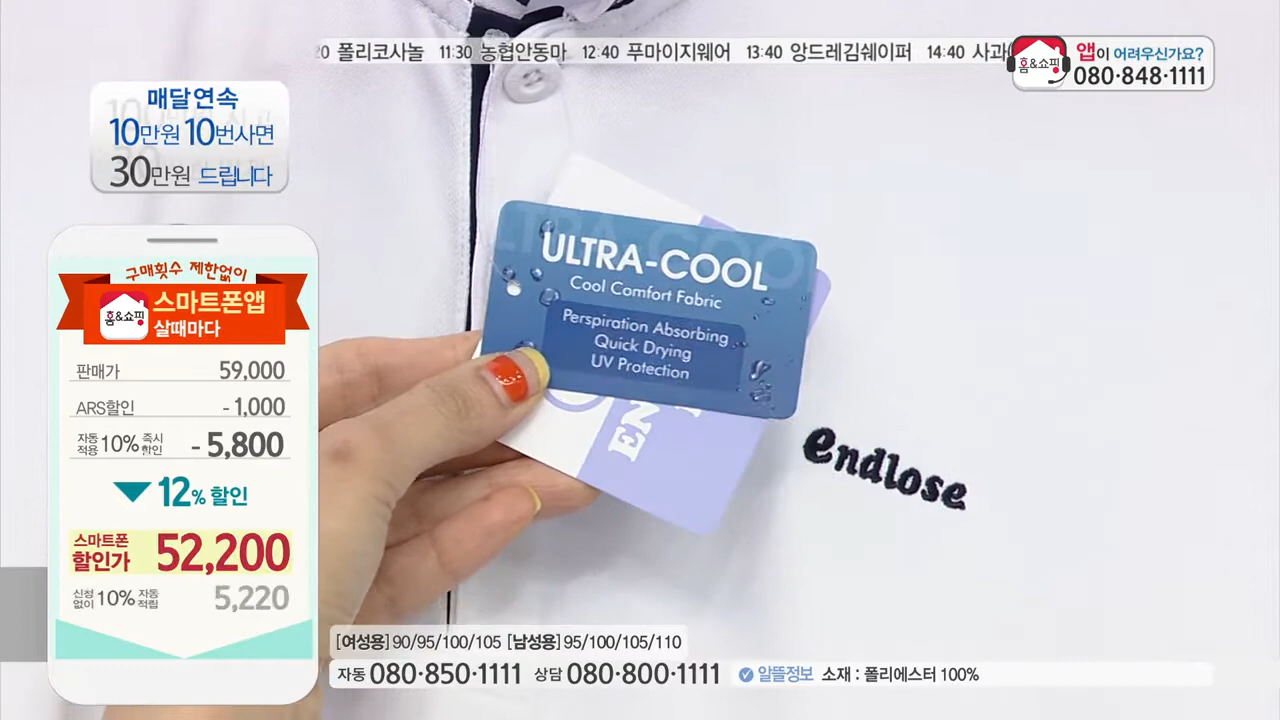 20 폴리코사놀 11:30 농협안동마 12:40 푸마이지웨어 13:40 앙드레김쉐이퍼 14:40 사과
홈&쇼핑
앱이 어려우신가요?
080·848·1111
매달연속
10만원 10번사면
30만원 드립니다
구매횟수 제한없이
홈&쇼핑
스마트폰앱
살때마다
판매가 59,000
ARS할인 - 1,000
자동적용 10% 즉시할인 - 5,800
12% 할인
스마트폰 할인가 52,200
신청없이 10% 자동적립 5,220
ULTRA-COOL
Cool Comfort Fabric
Perspiration Absorbing
Quick Drying
UV Protection
EN
endlose
[여성용] 90/95/100/105 [남성용] 95/100/105/110
자동 080·850·1111 상담 080·800·1111
알뜰정보 소재 : 폴리에스터 100%